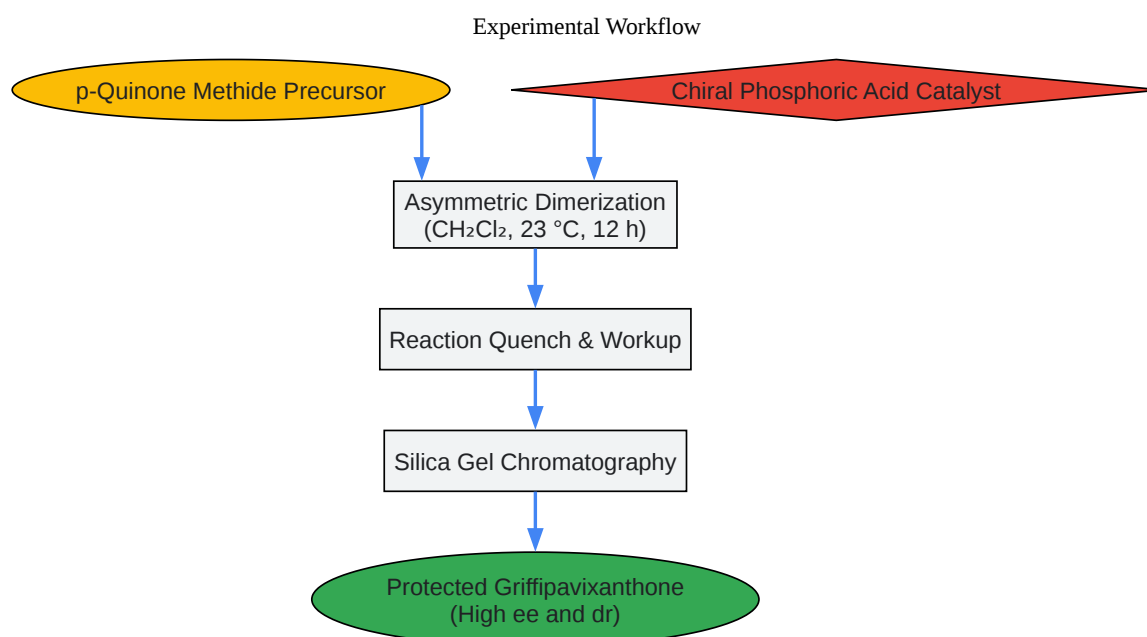 Experimental Workflow
p-Quinone Methide Precursor
Chiral Phosphoric Acid Catalyst
Asymmetric Dimerization
(CH₂Cl₂, 23 °C, 12 h)
Reaction Quench & Workup
Silica Gel Chromatography
Protected Griffipavixanthone
(High ee and dr)